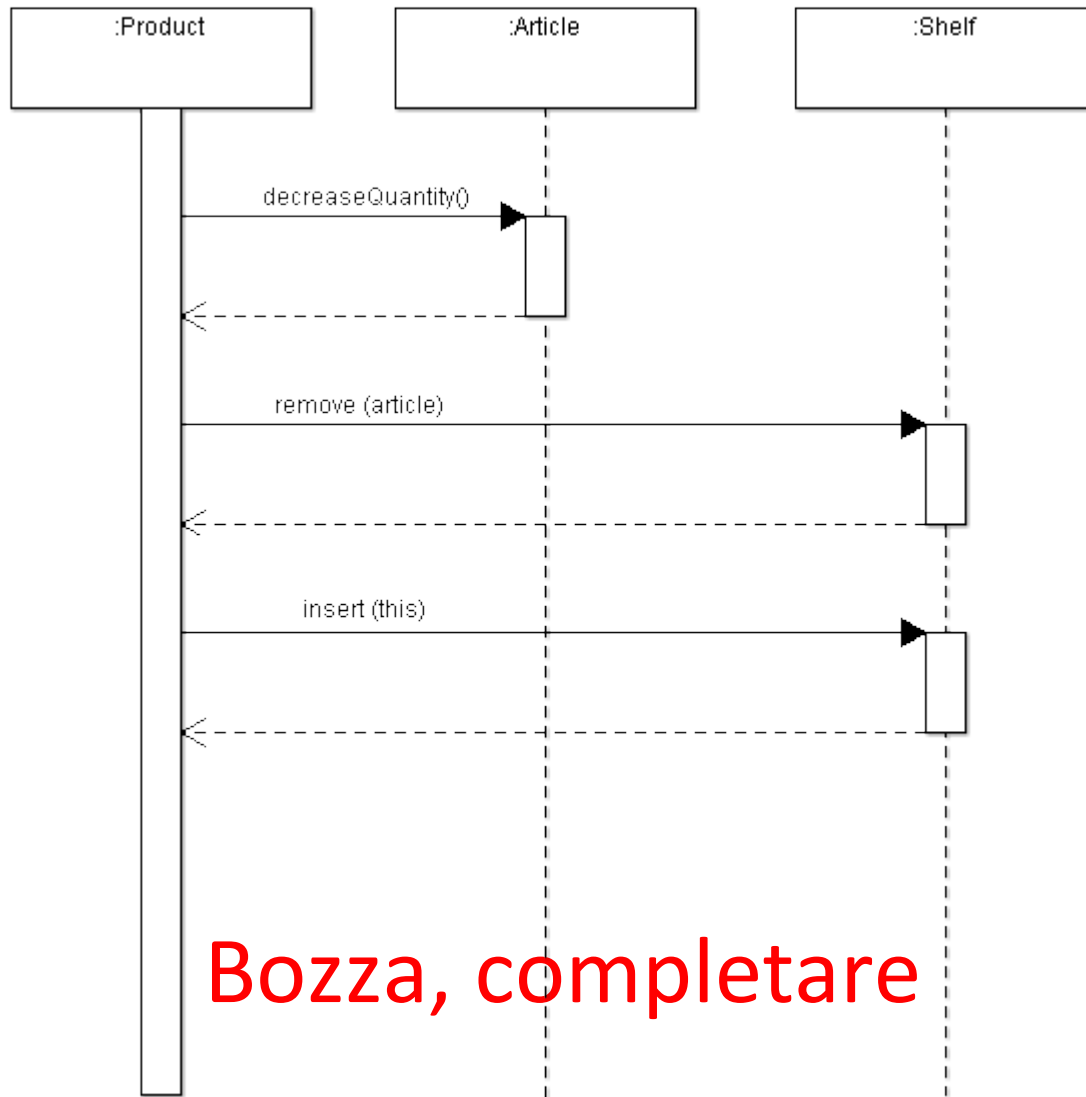 :Product
:Article
:Shelf
decreaseQuantity()
remove (article)
insert (this)
Bozza, completare